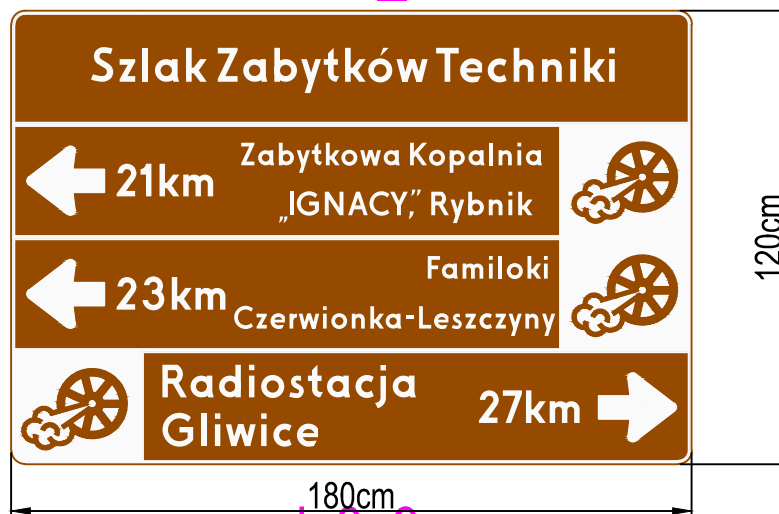 Szlak Zabytków Techniki
21km
Zabytkowa Kopalnia
„IGNACY,” Rybnik
23km
Familoki
Czerwionka-Leszczyny
Radiostacja
Gliwice
27km
120cm
180cm